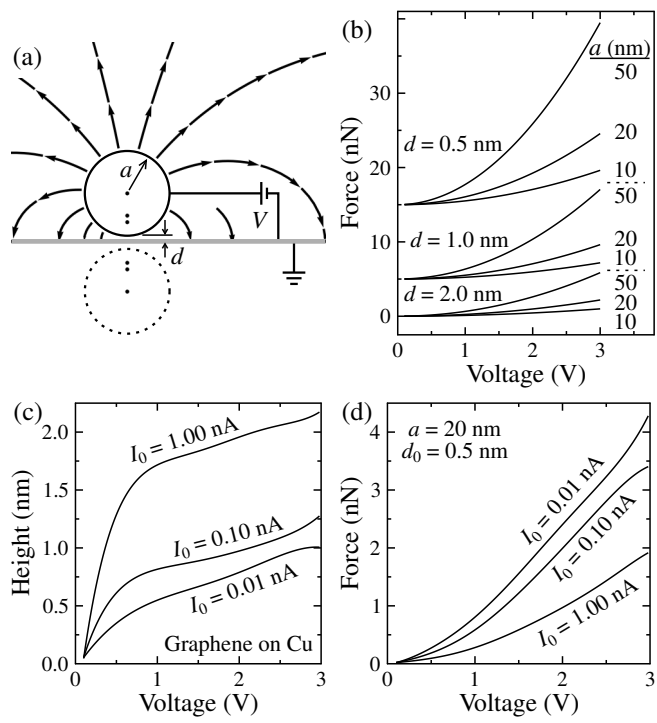 (a)
a
V
d
(b)
a (nm)
50
20
10
50
20
10
50
20
10
d = 0.5 nm
d = 1.0 nm
d = 2.0 nm
Force (nN)
30
20
10
0
0
1
2
3
Voltage (V)
(c)
I0 = 1.00 nA
I0 = 0.10 nA
I0 = 0.01 nA
Graphene on Cu
Height (nm)
2.0
1.5
1.0
0.5
0.0
0
1
2
3
Voltage (V)
(d)
a = 20 nm
d0 = 0.5 nm
I0 = 0.01 nA
I0 = 0.10 nA
I0 = 1.00 nA
Force (nN)
4
3
2
1
0
0
1
2
3
Voltage (V)